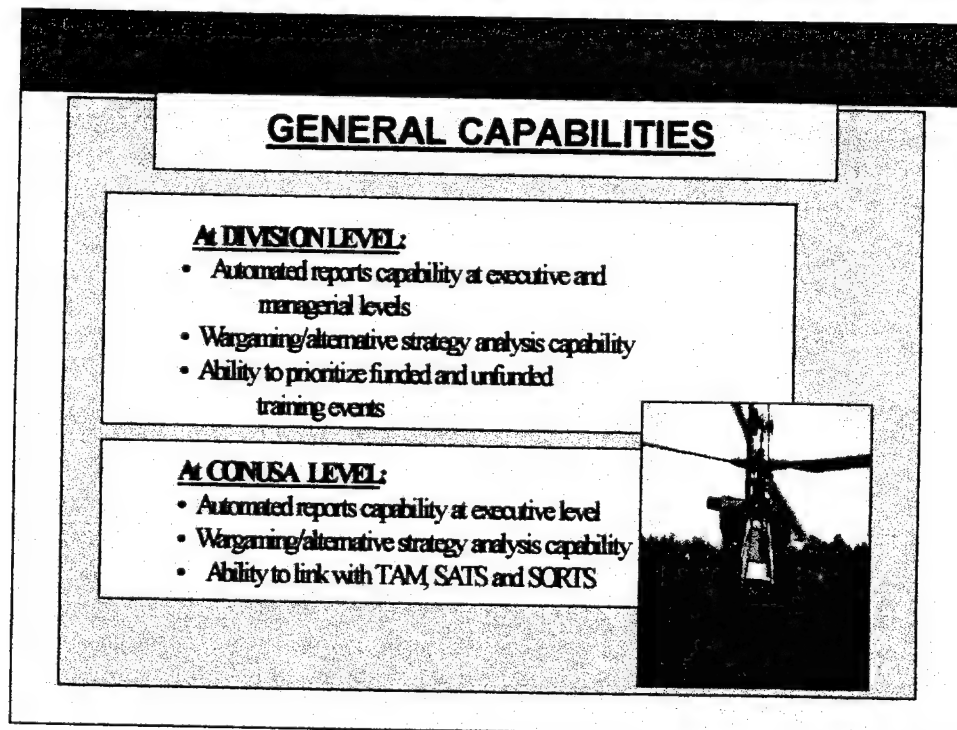 GENERAL CAPABILITIES
At DIVISION LEVEL:
• Automated reports capability at executive and
managerial levels
• Wargaming/alternative strategy analysis capability
• Ability to prioritize funded and unfunded
training events
At CONUSA LEVEL:
• Automated reports capability at executive level
• Wargaming/alternative strategy analysis capability
• Ability to link with TAM, SATS and SORTS